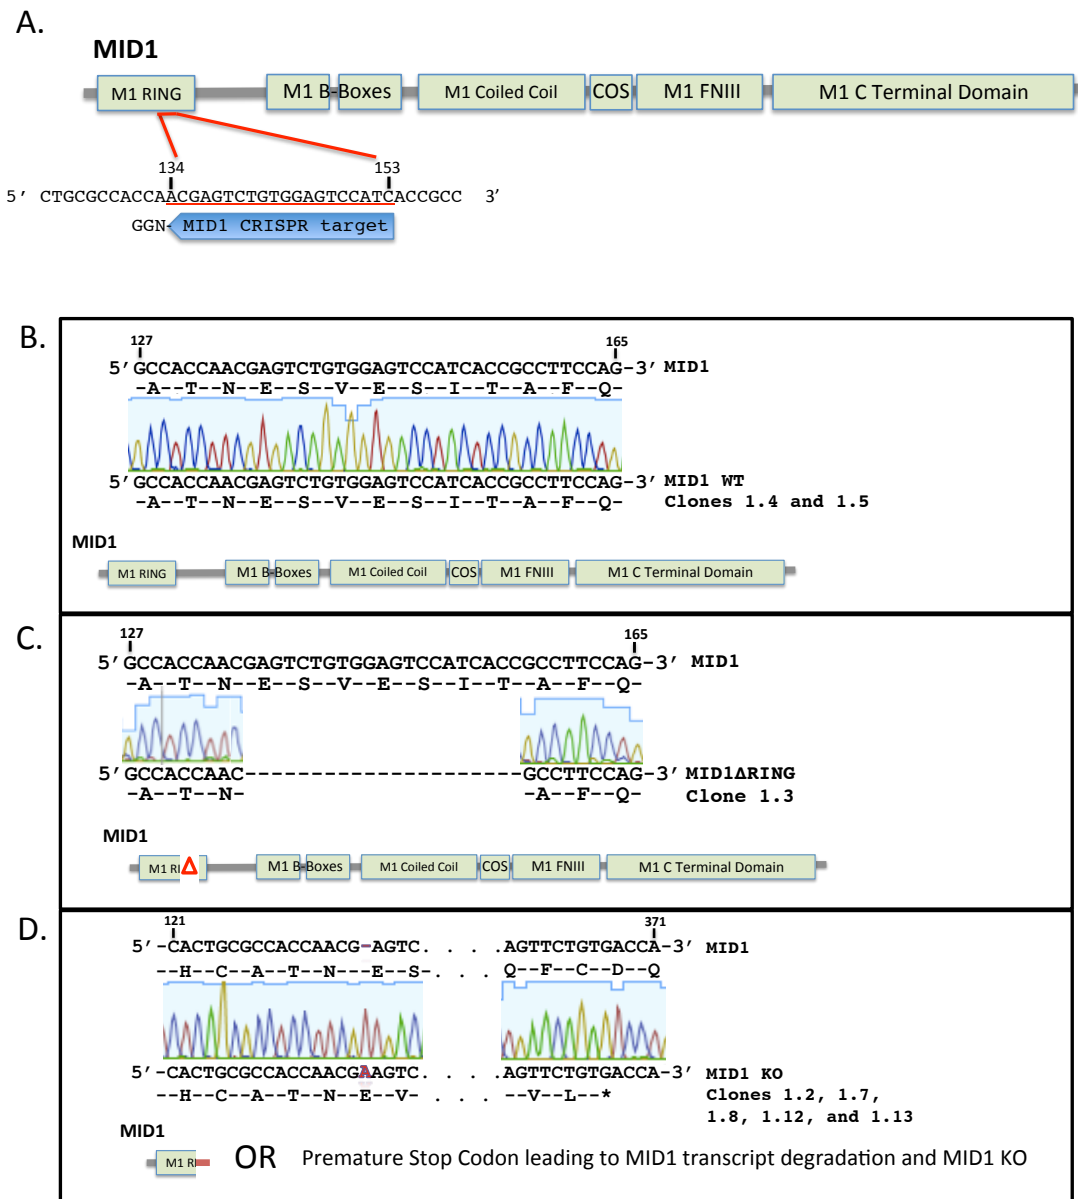 A.
MID1
M1 RING M1 B-Boxes M1 Coiled Coil COS M1 FNIII M1 C Terminal Domain
134 153
5′ CTGCGCCACCAACGAGTCTGTGGAGTCCATCACCGCC 3′
GGN- MID1 CRISPR target
B.
127 165
5′GCCACCAACGAGTCTGTGGAGTCCATCACCGCCTTCCAG-3′ MID1
-A--T--N--E--S--V--E--S--I--T--A--F--Q-
5′GCCACCAACGAGTCTGTGGAGTCCATCACCGCCTTCCAG-3′ MID1 WT
-A--T--N--E--S--V--E--S--I--T--A--F--Q- Clones 1.4 and 1.5
MID1
M1 RING M1 B-Boxes M1 Coiled Coil COS M1 FNIII M1 C Terminal Domain
C.
127 165
5′GCCACCAACGAGTCTGTGGAGTCCATCACCGCCTTCCAG-3′ MID1
-A--T--N--E--S--V--E--S--I--T--A--F--Q-
5′GCCACCAAC---------------------GCCTTCCAG-3′ MID1ΔRING
-A--T--N- -A--F--Q- Clone 1.3
MID1
M1 RI Δ M1 B-Boxes M1 Coiled Coil COS M1 FNIII M1 C Terminal Domain
D.
121 371
5′-CACTGCGCCACCAACG-AGTC. . . .AGTTCTGTGACCA-3′ MID1
--H--C--A--T--N---E--S-. . . .Q--F--C--D--Q
5′-CACTGCGCCACCAACGAAGTC. . . .AGTTCTGTGACCA-3′ MID1 KO
--H--C--A--T--N--E--V-. . . . --V--L--* Clones 1.2, 1.7,
1.8, 1.12, and 1.13
MID1
M1 RI OR Premature Stop Codon leading to MID1 transcript degradation and MID1 KO